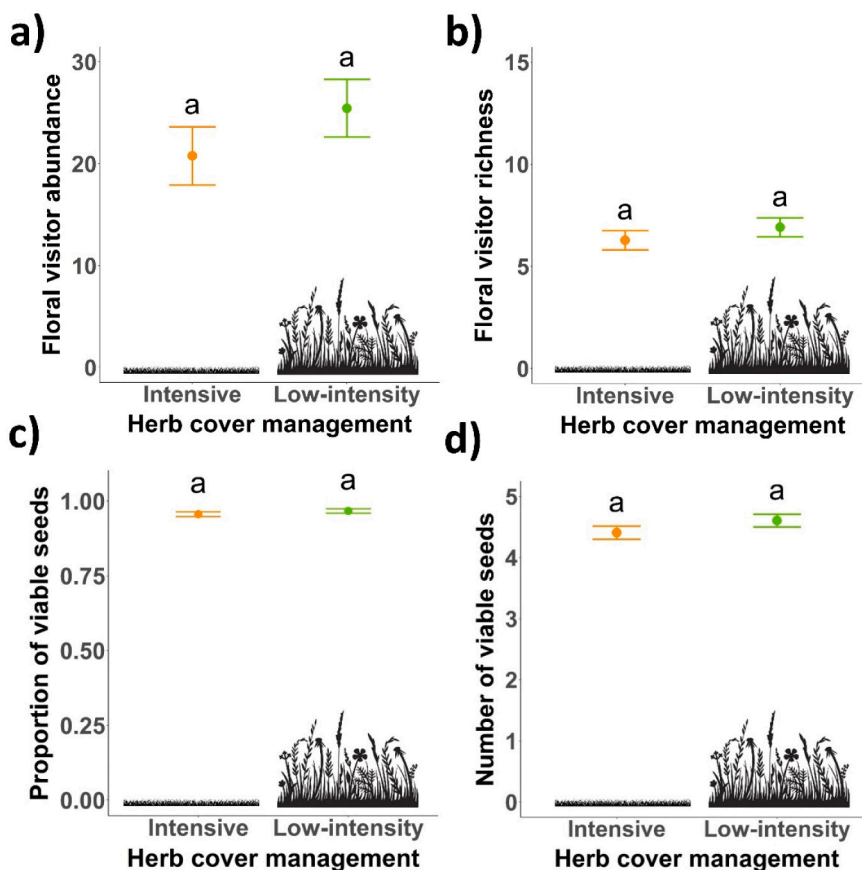 a)
Floral visitor abundance
30
20
10
0
a
a
Intensive
Low-intensity
Herb cover management
b)
Floral visitor richness
15
10
5
0
a
a
Intensive
Low-intensity
Herb cover management
c)
Proportion of viable seeds
1.00
0.75
0.50
0.25
0.00
a
a
Intensive
Low-intensity
Herb cover management
d)
Number of viable seeds
5
4
3
2
1
0
a
a
Intensive
Low-intensity
Herb cover management